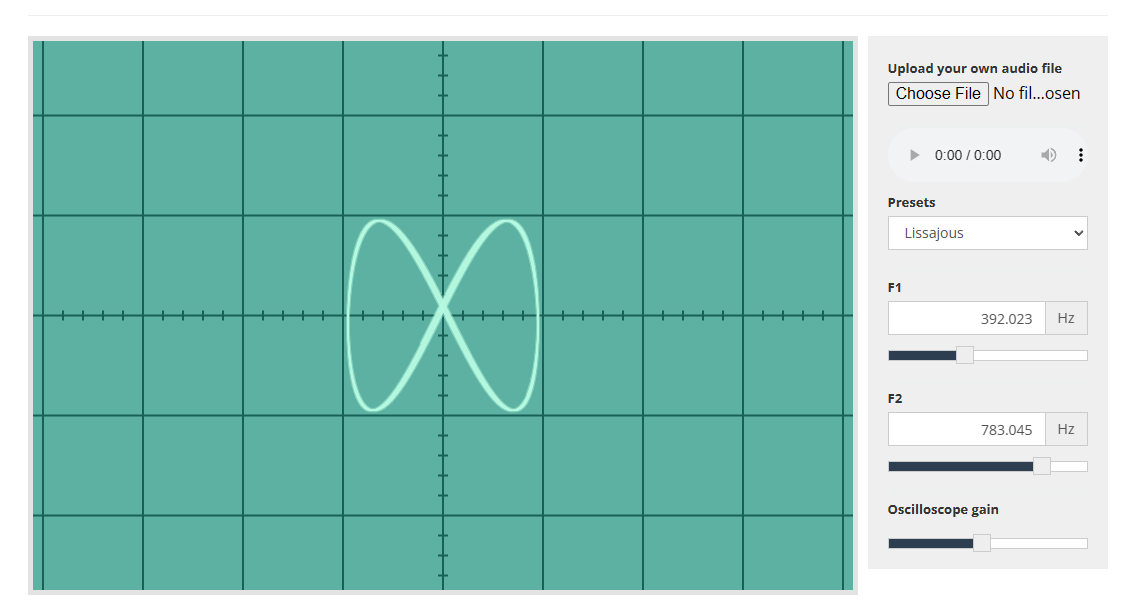 Upload your own audio file
Choose File No fil...osen
0:00 / 0:00
Presets
Lissajous
F1
392.023 Hz
F2
783.045 Hz
Oscilloscope gain